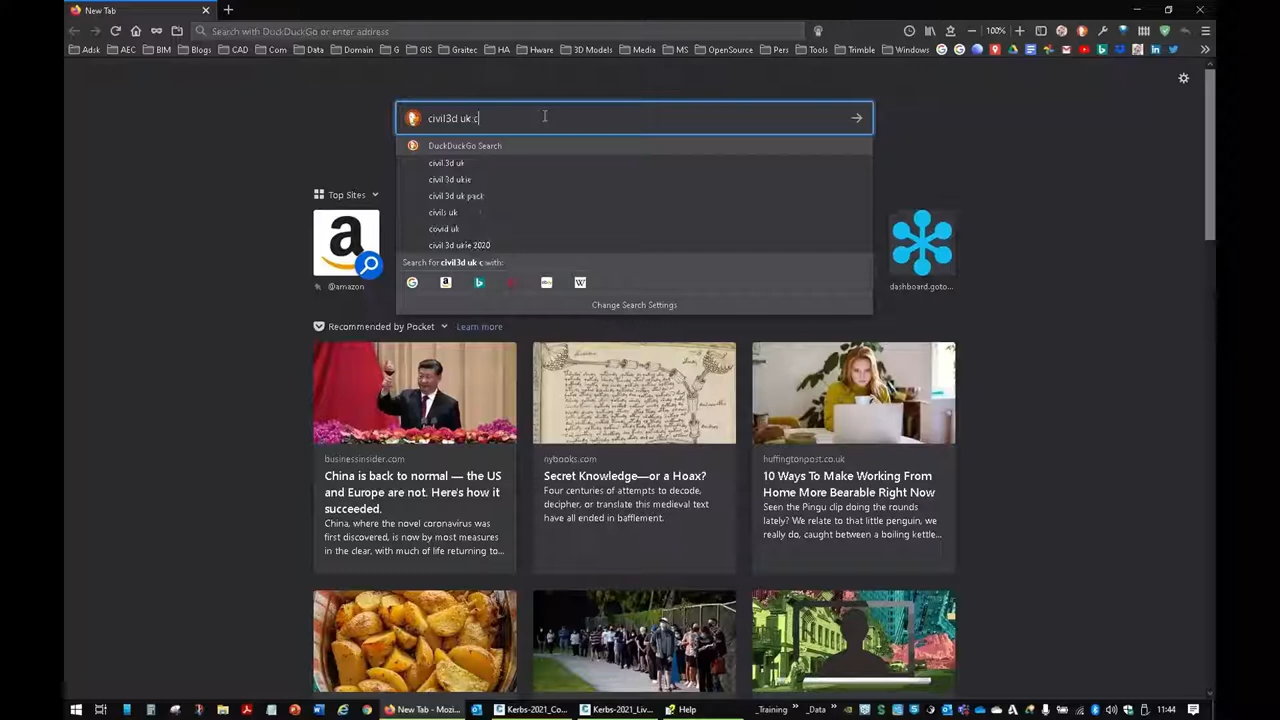 New Tab
Search with DuckDuckGo or enter address
100%
Adsk AEC BIM Blogs CAD Com Data Domain G GIS Graitec HA Hware 3D Models Media MS OpenSource Pers Tools Trimble Windows
civil3d uk c
DuckDuckGo Search
civil 3d uk
civil 3d ukie
civil 3d uk pack
civils uk
covid uk
civil 3d ukie 2020
Search for civil3d uk c with:
Change Search Settings
Top Sites
@amazon
dashboard.goto...
Recommended by Pocket
Learn more
businessinsider.com
China is back to normal — the US
and Europe are not. Here's how it
succeeded.
China, where the novel coronavirus was
first discovered, is now by most measures
in the clear, with much of life returning to...
nybooks.com
Secret Knowledge—or a Hoax?
Four centuries of attempts to decode,
decipher, or translate this medieval text
have all ended in bafflement.
huffingtonpost.co.uk
10 Ways To Make Working From
Home More Bearable Right Now
Seen the Pingu clip doing the rounds
lately? We relate to that little penguin, we
really do, caught between a boiling kettle...
New Tab - Mozi...
Kerbs-2021_Co...
Kerbs-2021_Liv...
Help
_Training
_Data
11:44